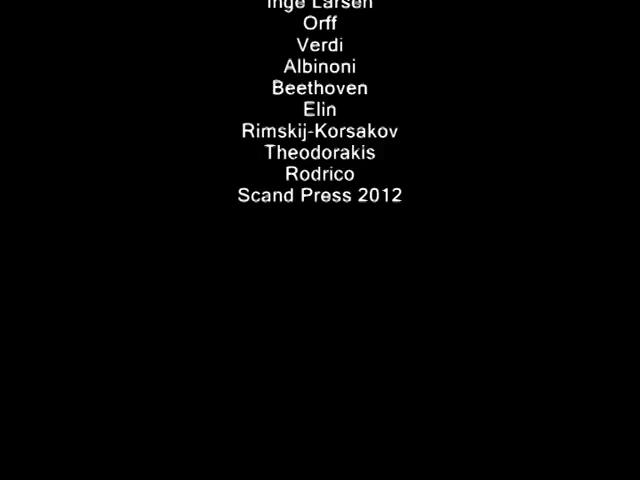 Inge Larsen
Orff
Verdi
Albinoni
Beethoven
Elin
Rimskij-Korsakov
Theodorakis
Rodrico
Scand Press 2012